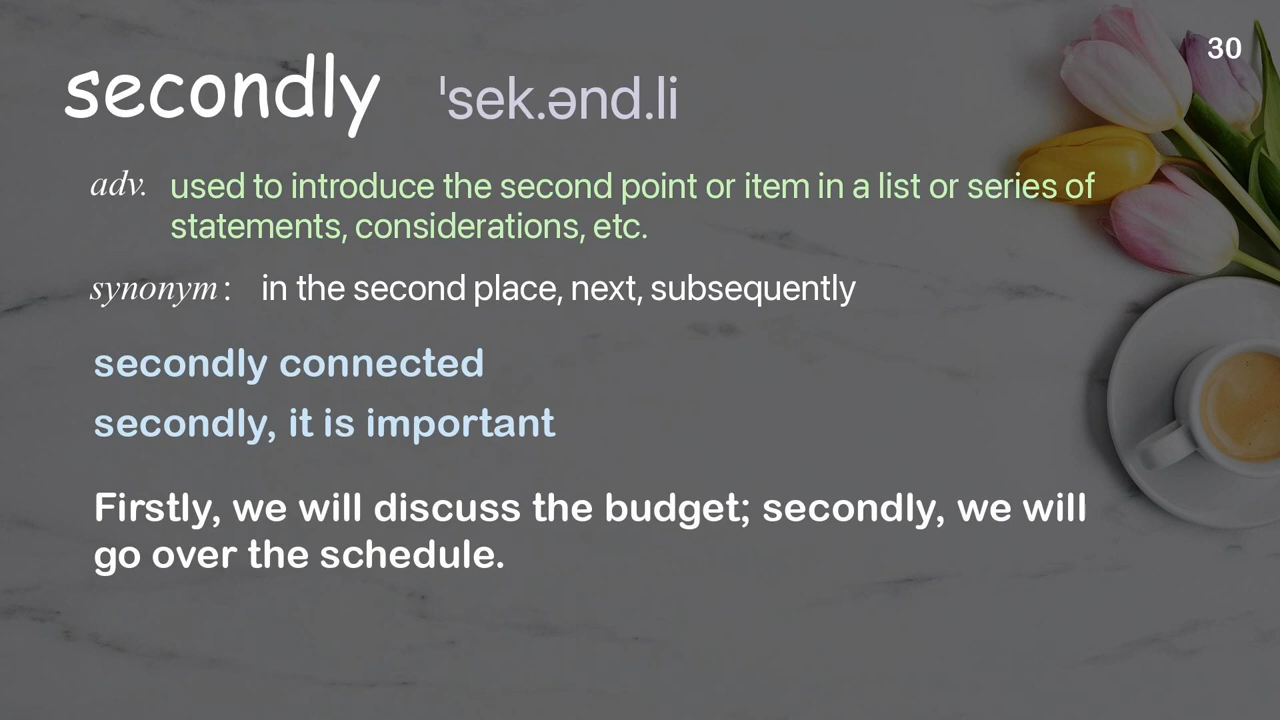 30
secondly ˈsek.ənd.li
adv. used to introduce the second point or item in a list or series of
statements, considerations, etc.
synonym : in the second place, next, subsequently
secondly connected
secondly, it is important
Firstly, we will discuss the budget; secondly, we will
go over the schedule.